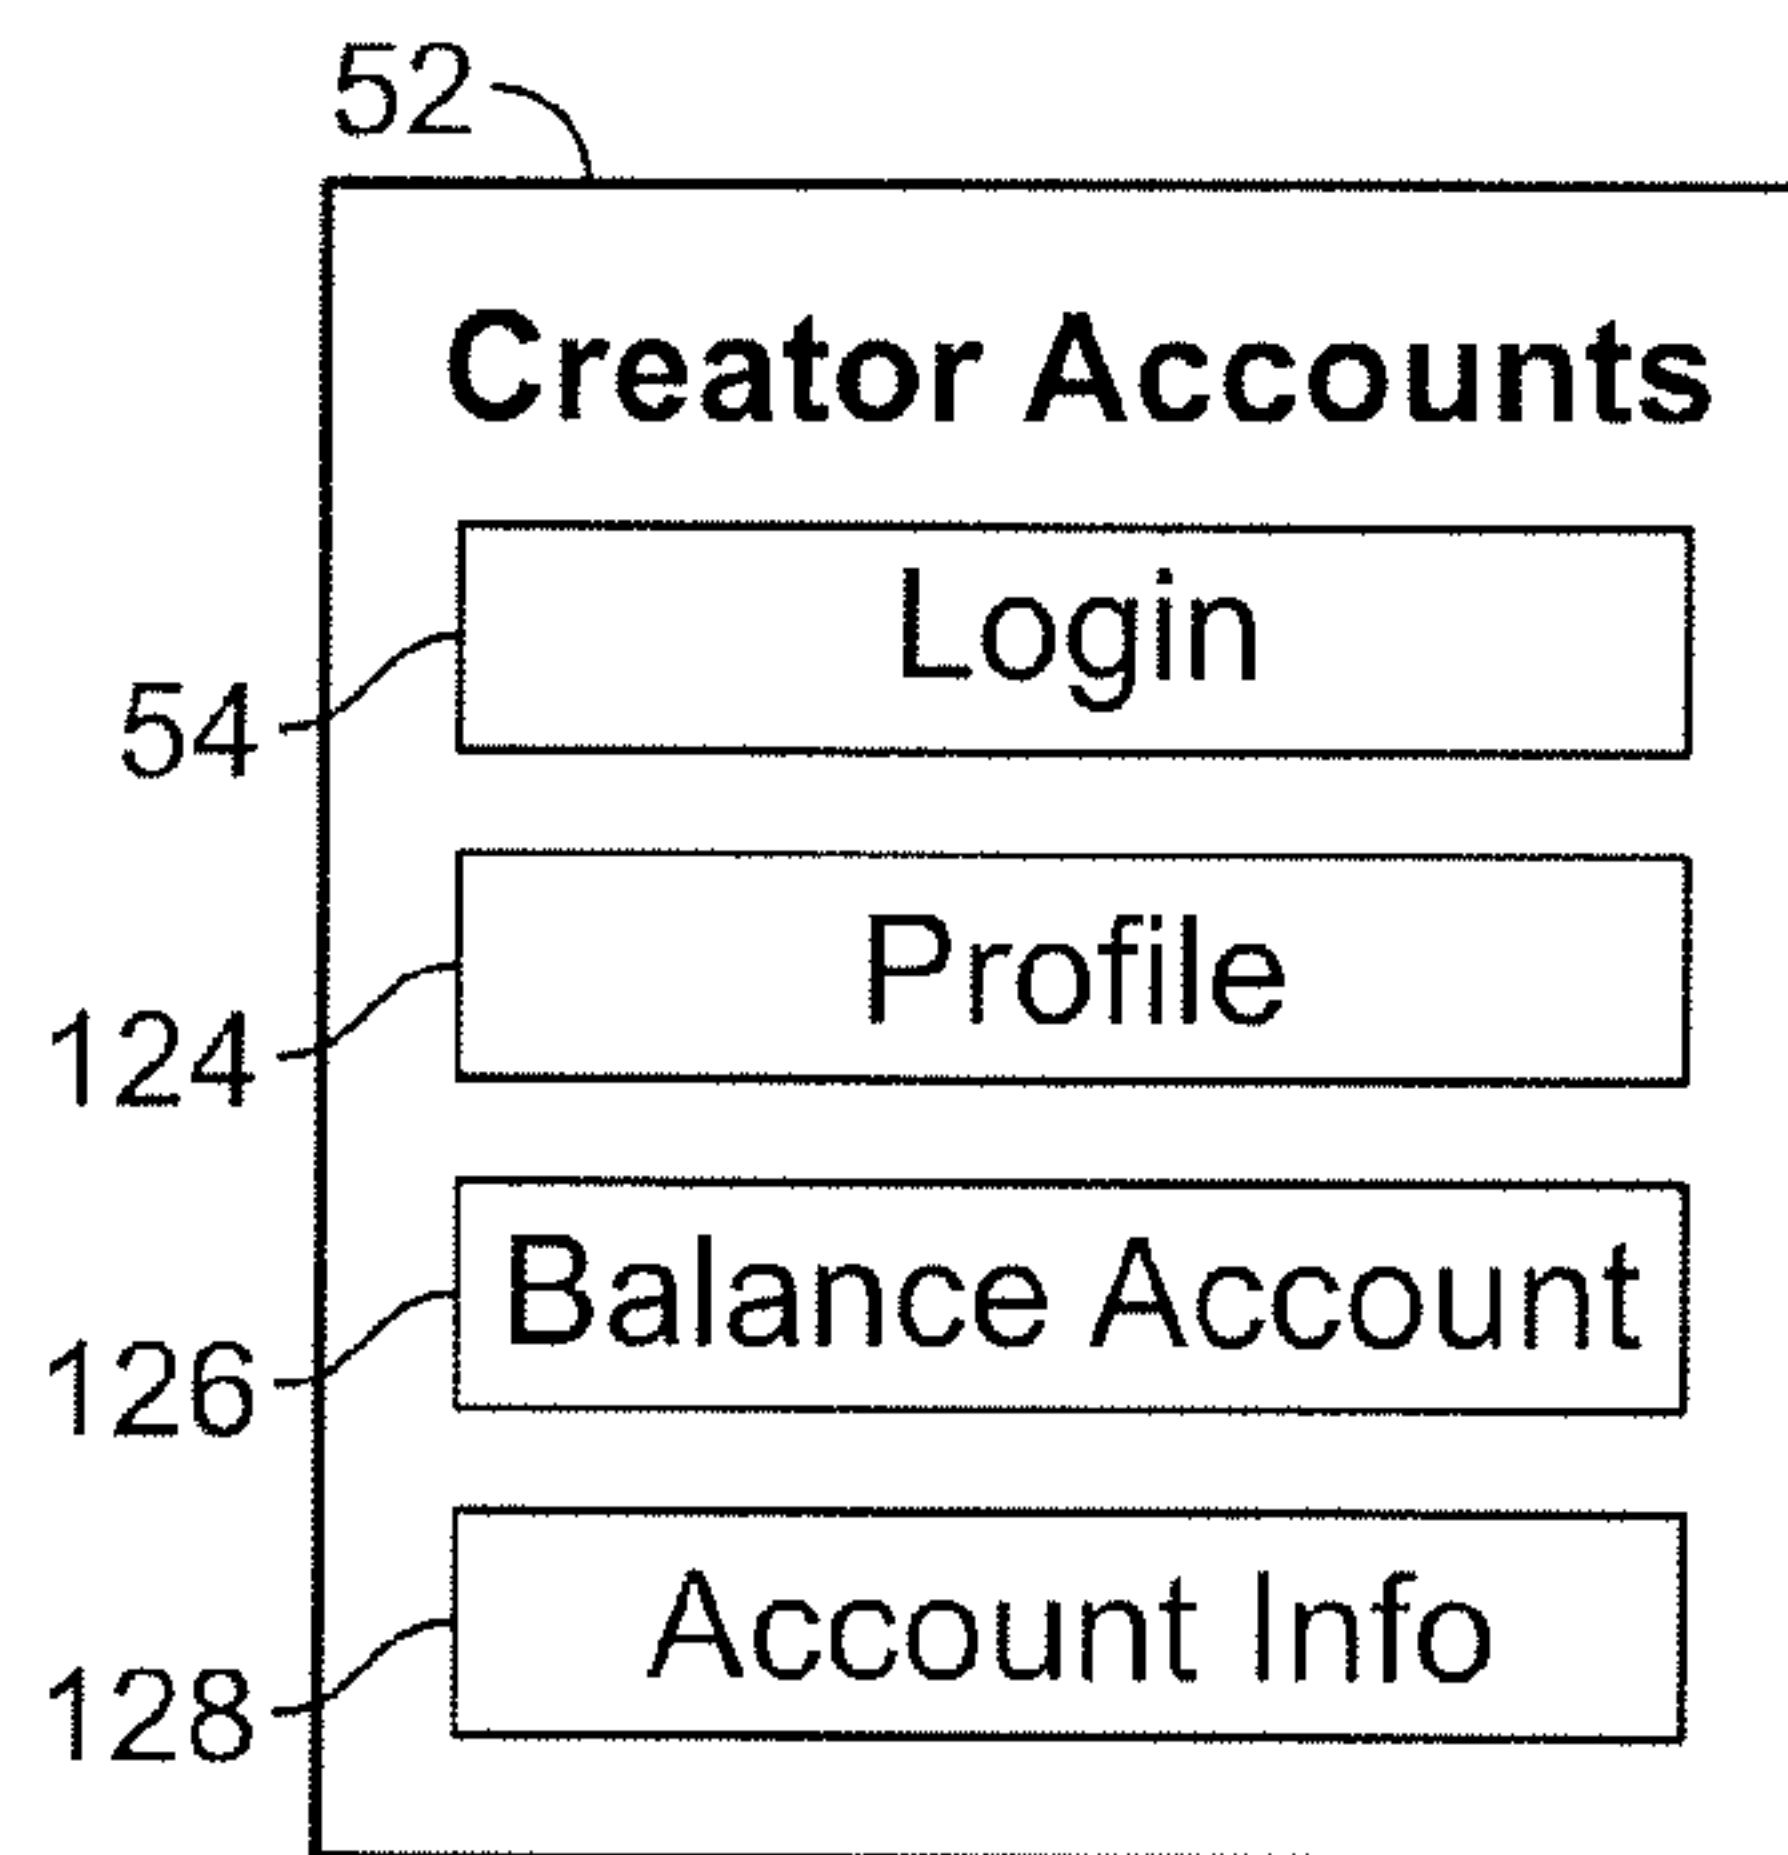 52
Creator Accounts
Login
54
Profile
124
Balance Account
126
Account Info
128